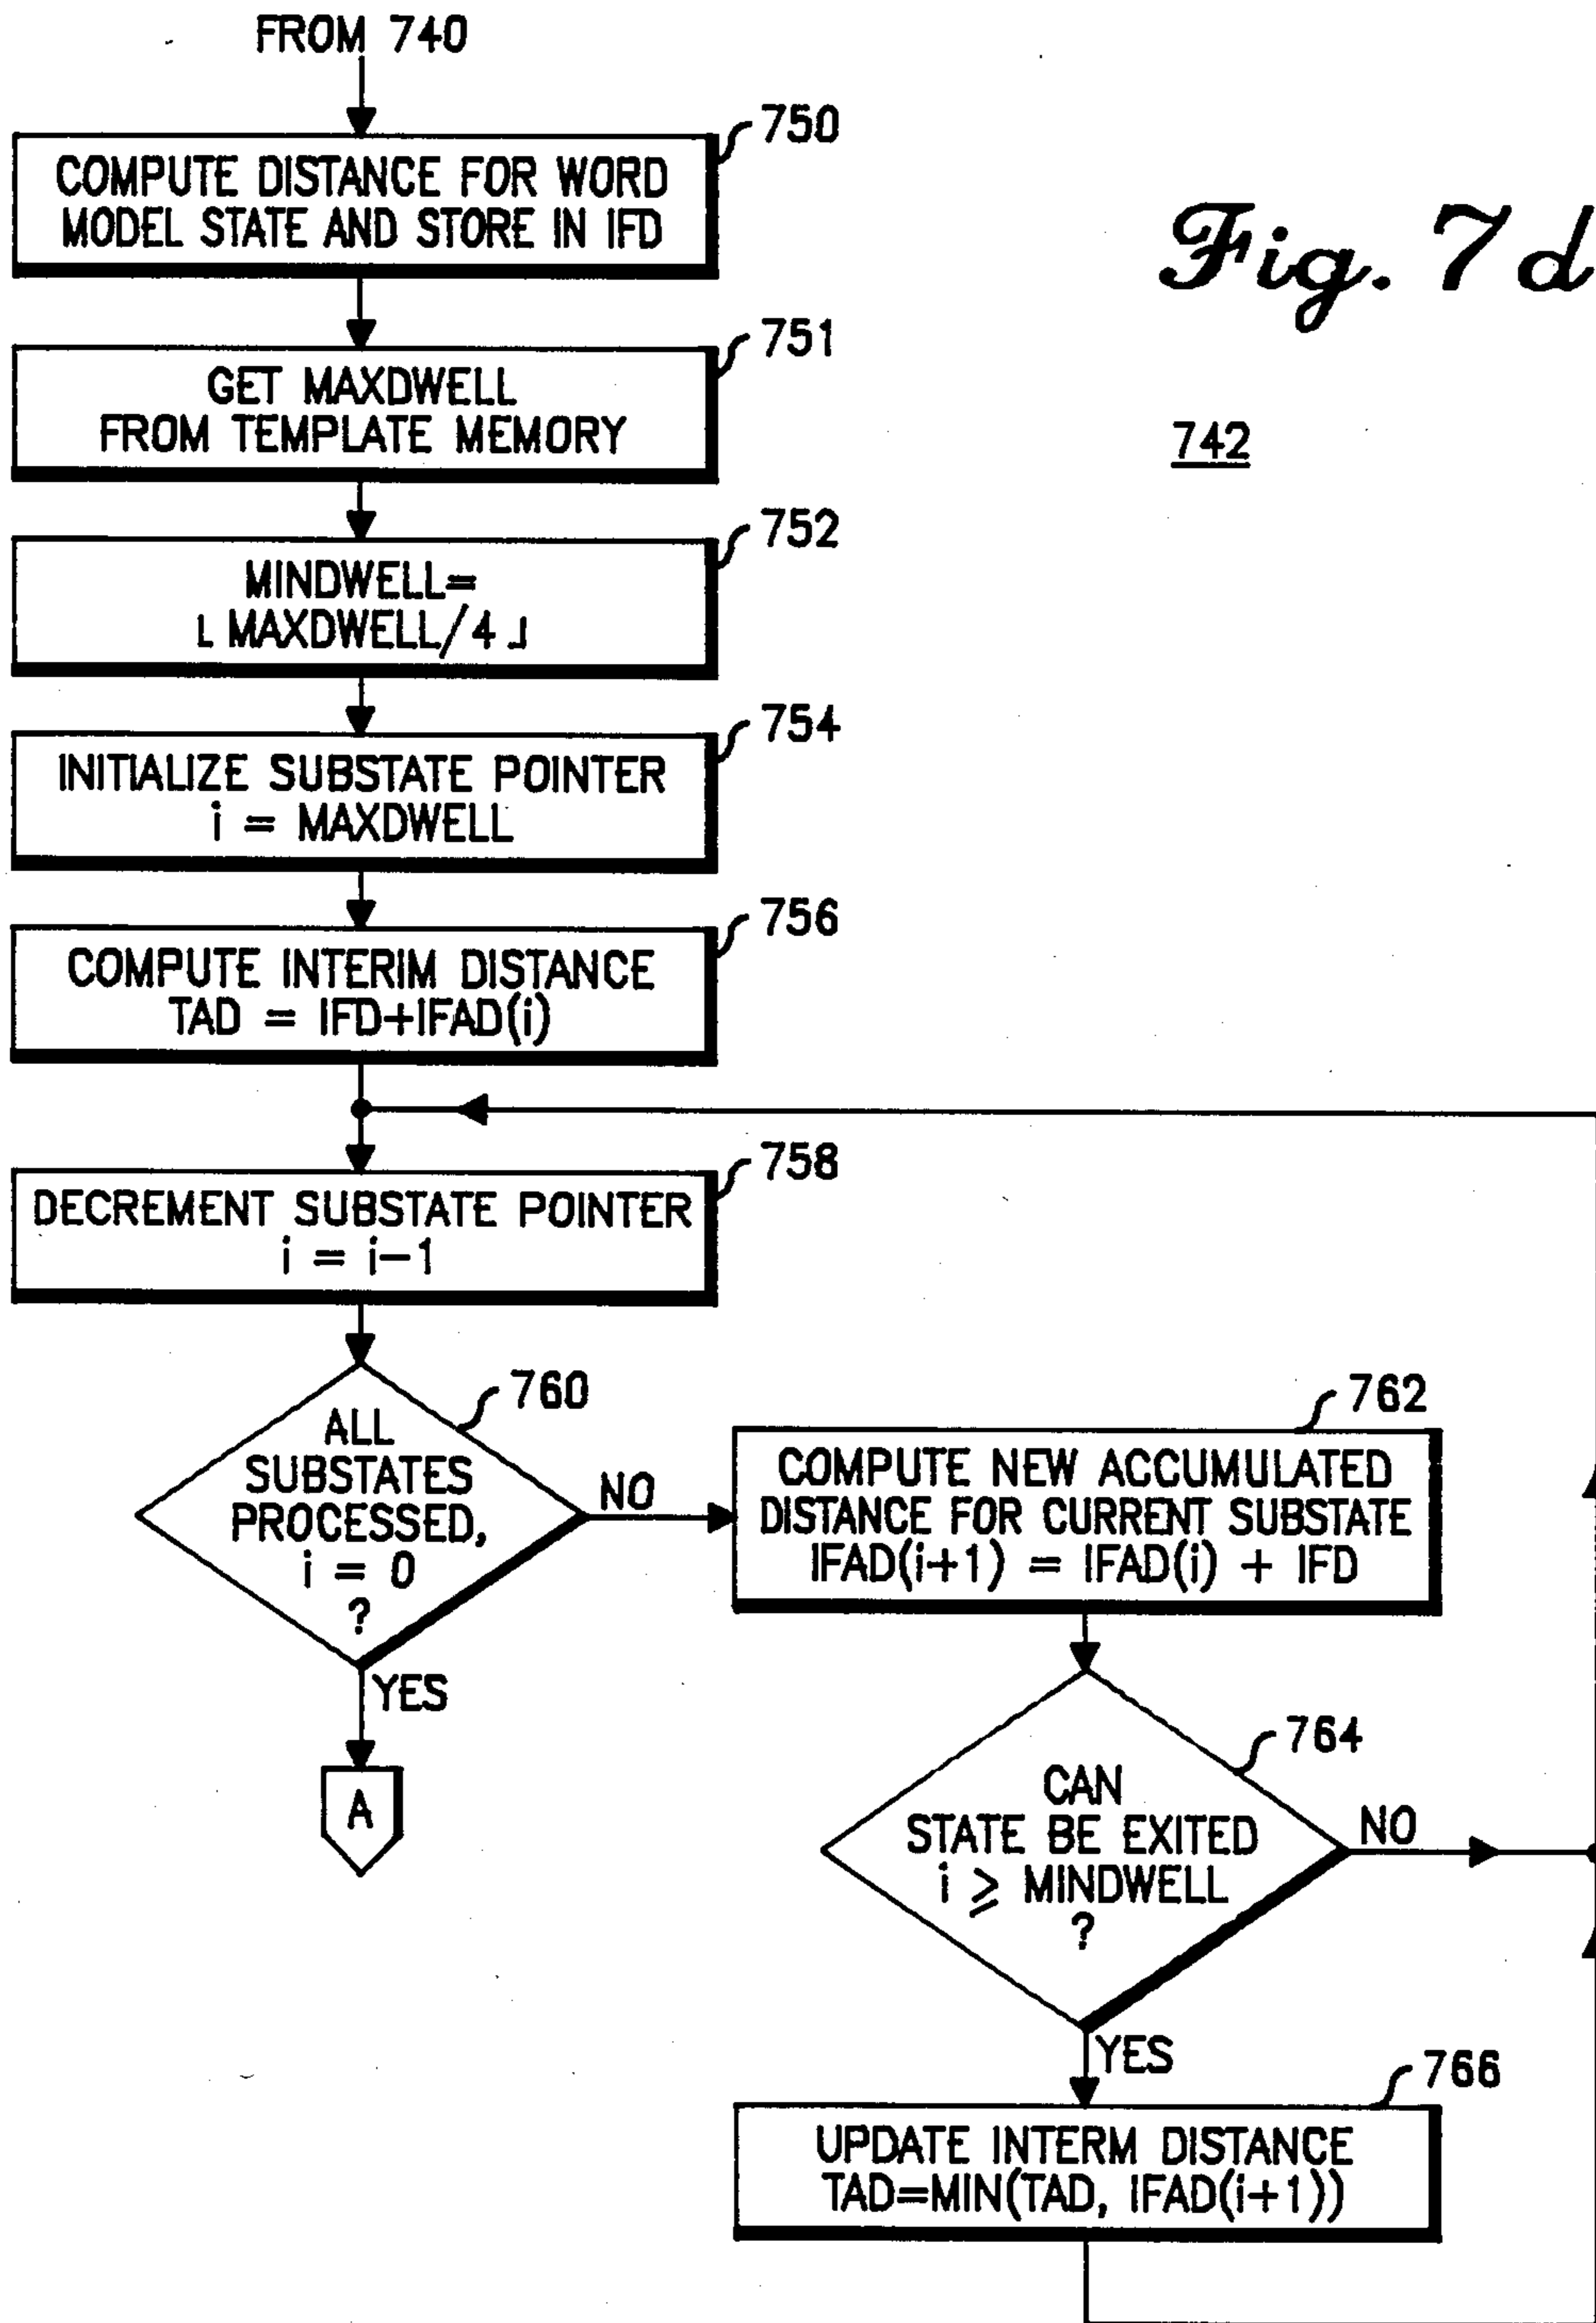 FROM 740
750
COMPUTE DISTANCE FOR WORD
MODEL STATE AND STORE IN IFD
Fig. 7d
751
GET MAXDWELL
FROM TEMPLATE MEMORY
742
752
MINDWELL=
⌊ MAXDWELL/4 ⌋
754
INITIALIZE SUBSTATE POINTER
i = MAXDWELL
756
COMPUTE INTERIM DISTANCE
TAD = IFD+IFAD(i)
758
DECREMENT SUBSTATE POINTER
i = i-1
760
ALL
SUBSTATES
PROCESSED,
i = 0
?
NO
YES
A
762
COMPUTE NEW ACCUMULATED
DISTANCE FOR CURRENT SUBSTATE
IFAD(i+1) = IFAD(i) + IFD
764
CAN
STATE BE EXITED
i ≥ MINDWELL
?
NO
YES
766
UPDATE INTERM DISTANCE
TAD=MIN(TAD, IFAD(i+1))